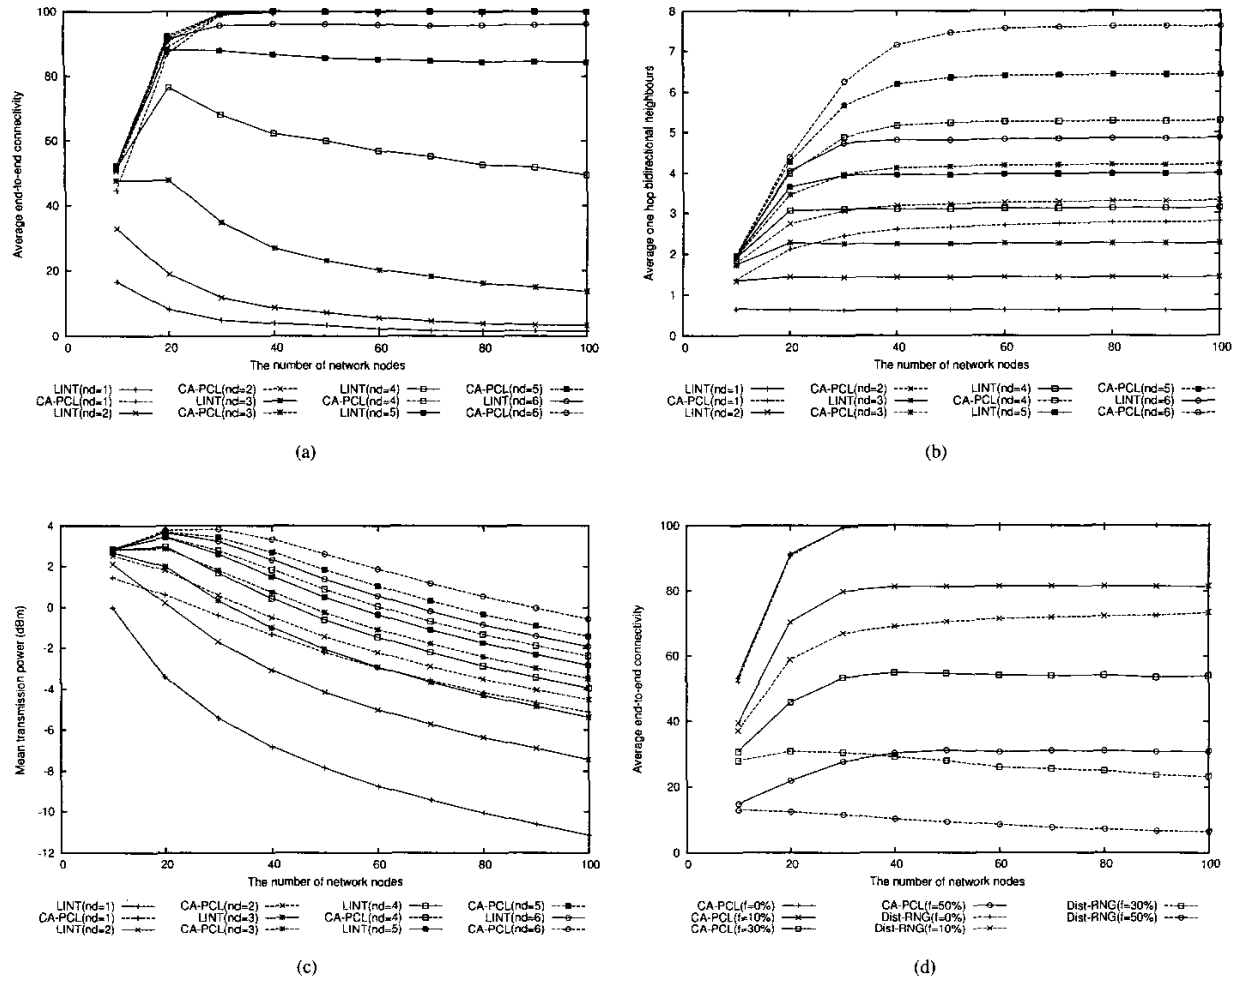 100
80
60
40
20
0
0 20 40 60 80 100
Average end-to-end connectivity
The number of network nodes
LINT(nd=1) CA-PCL(nd=2) LINT(nd=4) CA-PCL(nd=5)
CA-PCL(nd=1) LINT(nd=3) CA-PCL(nd=4) LINT(nd=6)
LINT(nd=2) CA-PCL(nd=3) LINT(nd=5) CA-PCL(nd=6)
(a)
8
7
6
5
4
3
2
1
0
0 10 20 30 40 50 60 70 80 90 100
Average one hop bidirectional neighbours
The number of network nodes
LINT(nd=1) CA-PCL(nd=2) LINT(nd=4) CA-PCL(nd=5)
CA-PCL(nd=1) LINT(nd=3) CA-PCL(nd=4) LINT(nd=6)
LINT(nd=2) CA-PCL(nd=3) LINT(nd=5) CA-PCL(nd=6)
(b)
4
2
0
-2
-4
-6
-8
-10
-12
0 20 40 60 80 100
Mean transmission power (dBm)
The number of network nodes
LINT(nd=1) CA-PCL(nd=2) LINT(nd=4) CA-PCL(nd=5)
CA-PCL(nd=1) LINT(nd=3) CA-PCL(nd=4) LINT(nd=6)
LINT(nd=2) CA-PCL(nd=3) LINT(nd=5) CA-PCL(nd=6)
(c)
100
80
60
40
20
0
0 20 40 60 80 100
Average end-to-end connectivity
The number of network nodes
CA-PCL(f=0%) CA-PCL(f=50%) Dist-RNG(f=30%)
CA-PCL(f=10%) Dist-RNG(f=0%) Dist-RNG(f=50%)
CA-PCL(f=30%) Dist-RNG(f=10%)
(d)